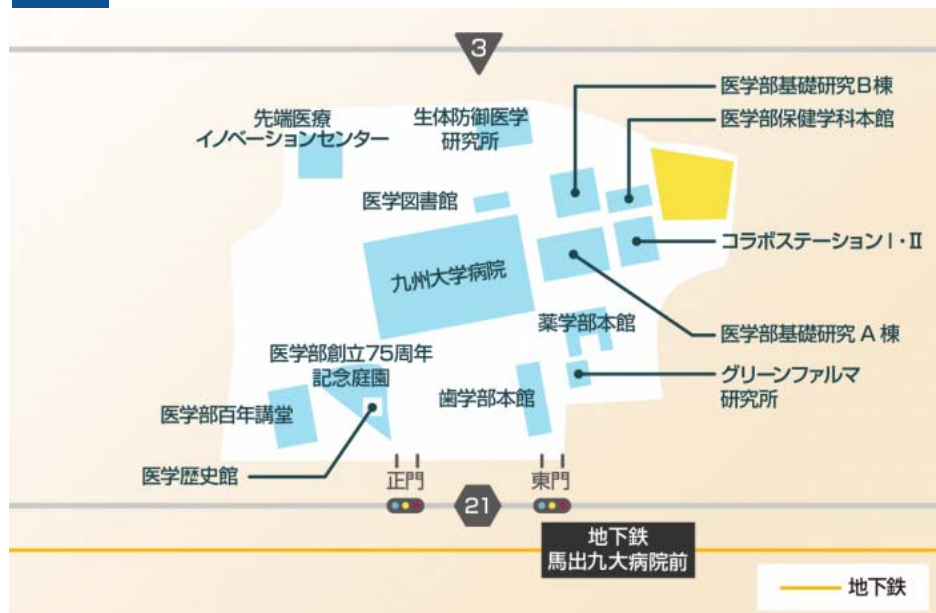 3
医学部基礎研究B棟
先端医療
イノベーションセンター
生体防御医学
研究所
医学部保健学科本館
医学図書館
コラボステーションⅠ・Ⅱ
九州大学病院
薬学部本館
医学部基礎研究A棟
医学部創立75周年
記念庭園
グリーンファルマ
研究所
歯学部本館
医学部百年講堂
医学歴史館
正門
東門
21
地下鉄
馬出九大病院前
地下鉄